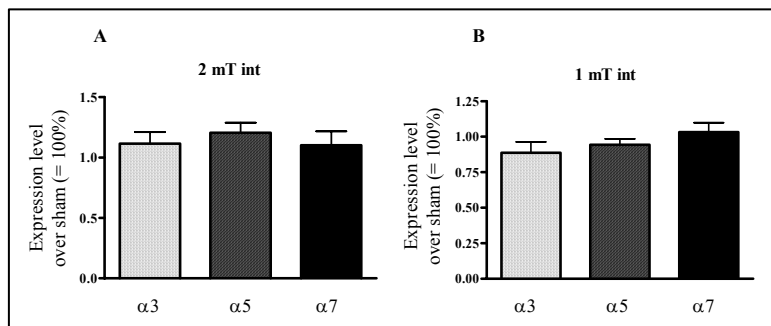 A
2 mT int
Expression level
over sham (= 100%)
1.5
1.0
0.5
0.0
α3
α5
α7
B
1 mT int
Expression level
over sham (= 100%)
1.25
1.00
0.75
0.50
0.25
0.00
α3
α5
α7